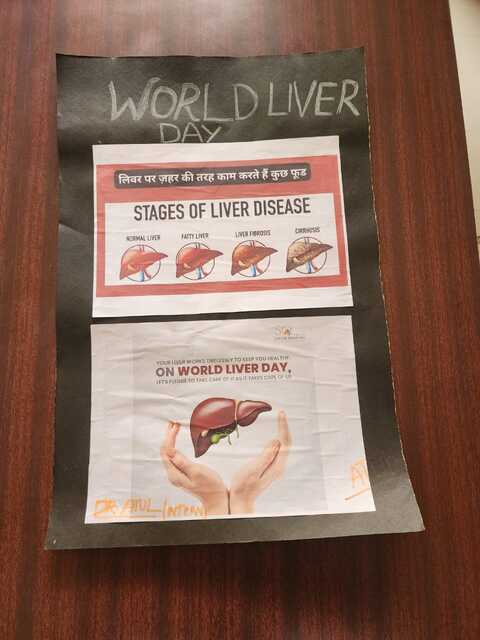 WORLD LIVER
DAY
लिवर पर ज़हर की तरह काम करते हैं कुछ फूड
STAGES OF LIVER DISEASE
NORMAL LIVER FATTY LIVER LIVER FIBROSIS CIRRHOSIS
YOUR LIVER WORKS TIRELESSLY TO KEEP YOU HEALTHY
ON WORLD LIVER DAY,
LET'S PLEDGE TO TAKE CARE OF IT AS IT TAKES CARE OF US
DR. ATUL (INTERN)